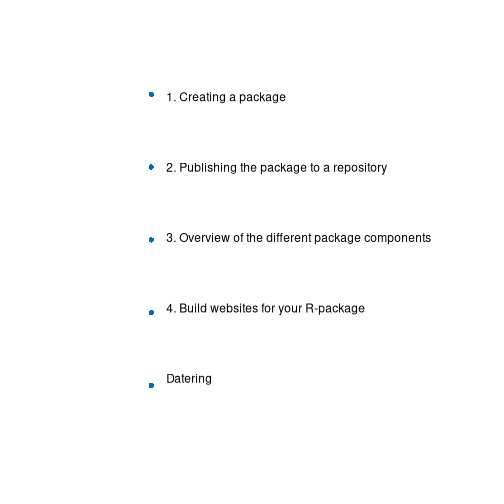 1. Creating a package
2. Publishing the package to a repository
3. Overview of the different package components
4. Build websites for your R-package
Datering